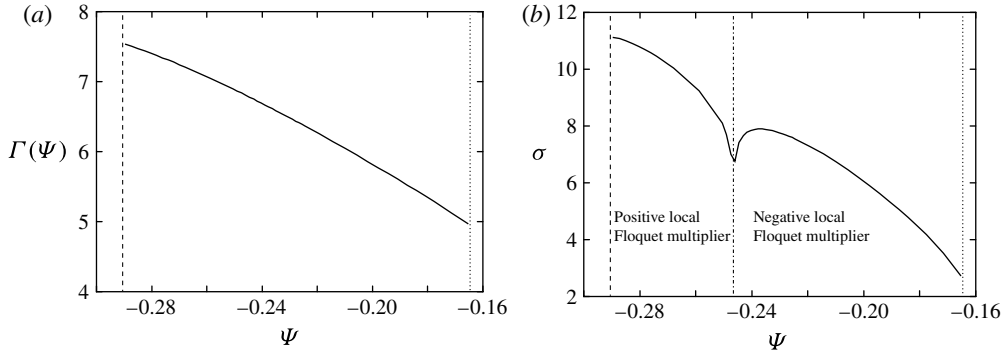 (a)
8
7
6
5
4
Γ(Ψ)
−0.28
−0.24
−0.20
−0.16
Ψ
(b)
12
10
8
6
4
2
σ
Positive local
Floquet multiplier
Negative local
Floquet multiplier
−0.28
−0.24
−0.20
−0.16
Ψ